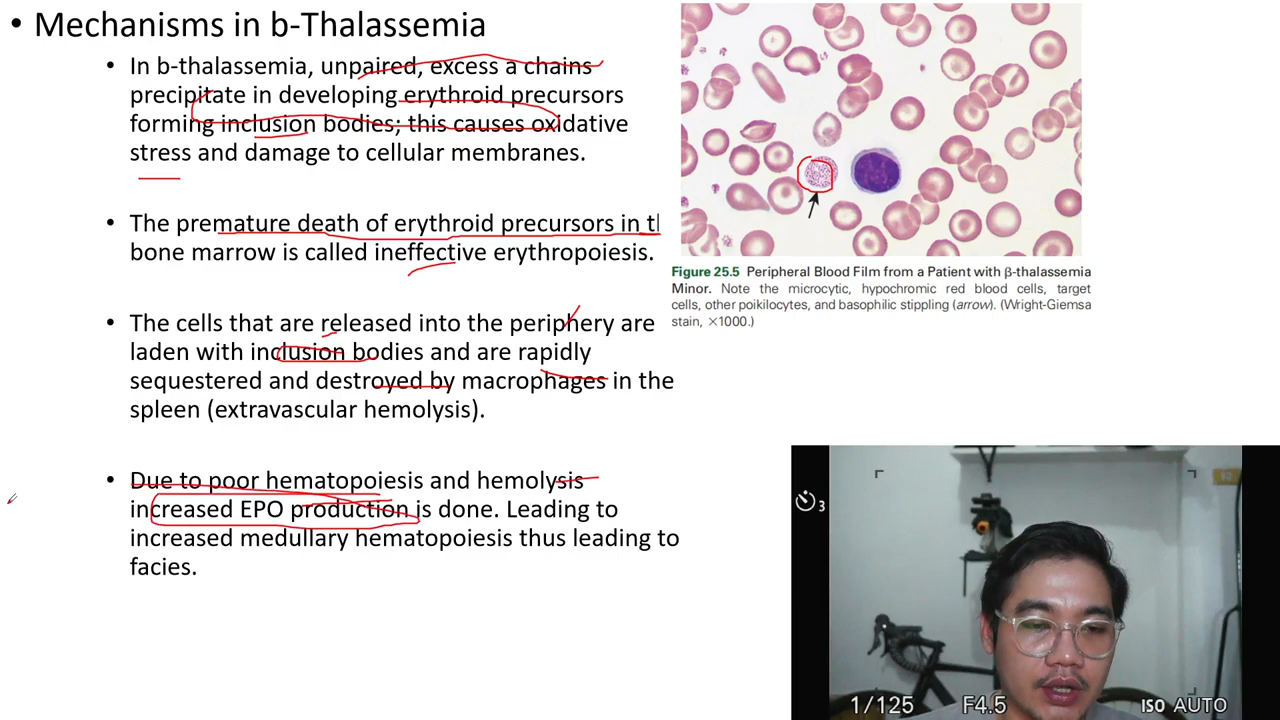 • Mechanisms in b-Thalassemia
• In b-thalassemia, unpaired, excess a chains
precipitate in developing erythroid precursors
forming inclusion bodies; this causes oxidative
stress and damage to cellular membranes.
• The premature death of erythroid precursors in
bone marrow is called ineffective erythropoiesis.
• The cells that are released into the periphery are
laden with inclusion bodies and are rapidly
sequestered and destroyed by macrophages in the
spleen (extravascular hemolysis).
• Due to poor hematopoiesis and hemolysis
increased EPO production is done. Leading to
increased medullary hematopoiesis thus leading to
facies.
Figure 25.5 Peripheral Blood Film from a Patient with β-thalassemia
Minor. Note the microcytic, hypochromic red blood cells, target
cells, other poikilocytes, and basophilic stippling (arrow). (Wright-Giemsa
stain, ×1000.)
3
1/125 F4.5 ISO AUTO